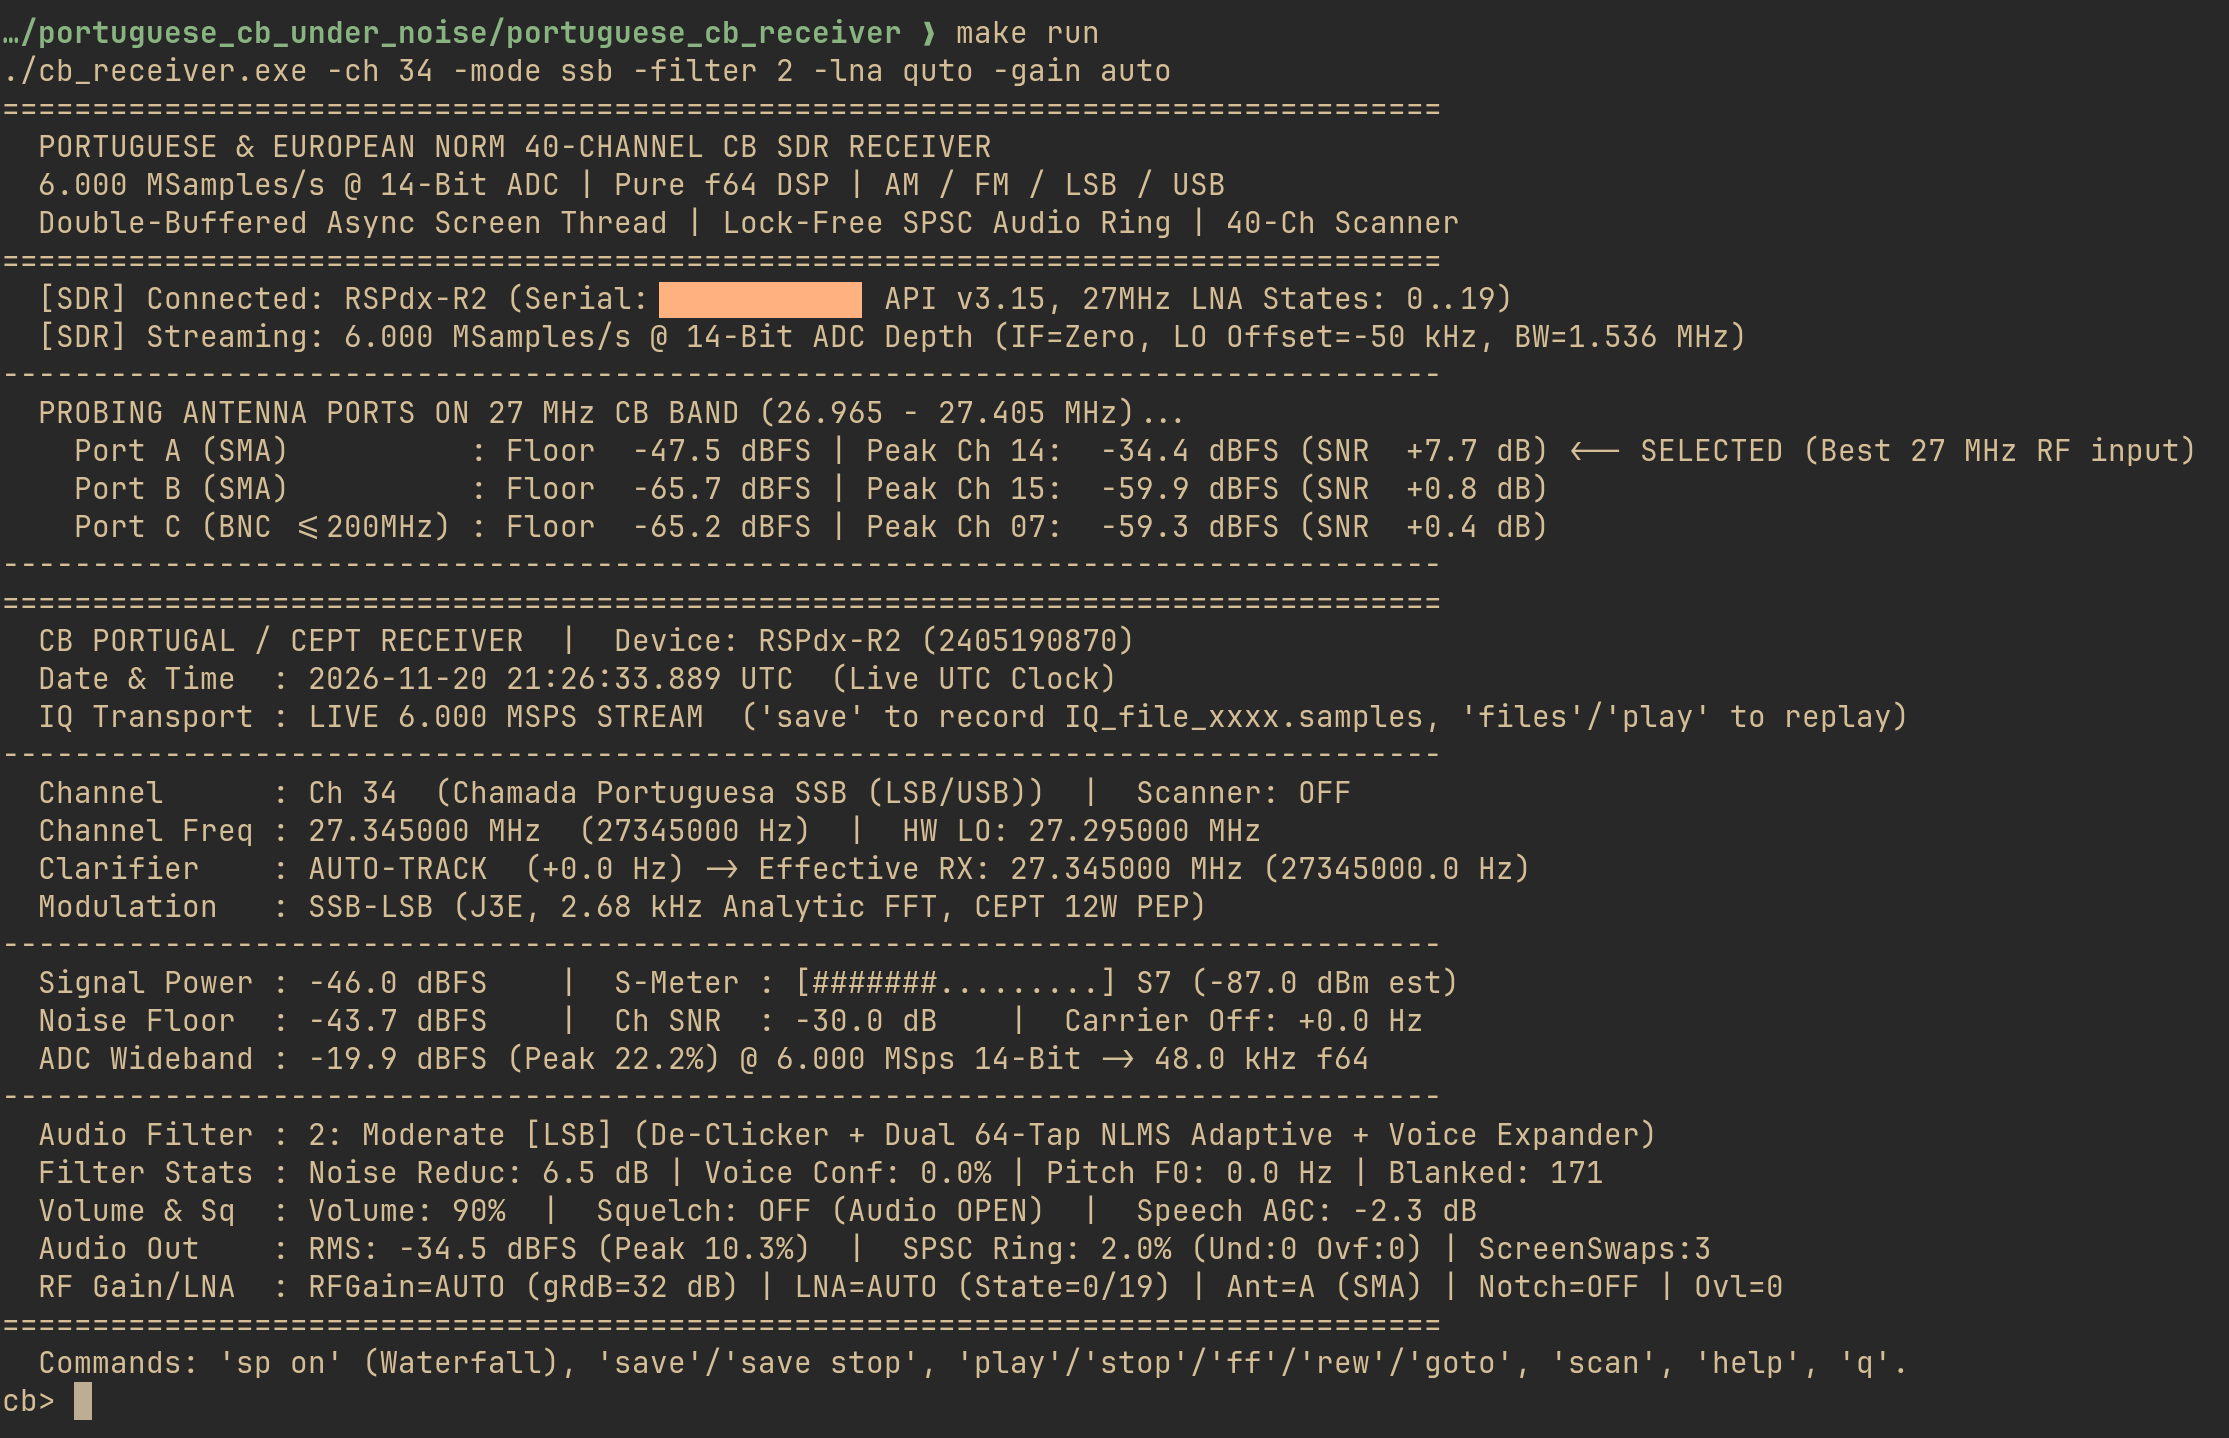 …/portuguese_cb_under_noise/portuguese_cb_receiver ❯ make run
./cb_receiver.exe -ch 34 -mode ssb -filter 2 -lna quto -gain auto
================================================================================
  PORTUGUESE & EUROPEAN NORM 40-CHANNEL CB SDR RECEIVER
  6.000 MSamples/s @ 14-Bit ADC | Pure f64 DSP | AM / FM / LSB / USB
  Double-Buffered Async Screen Thread | Lock-Free SPSC Audio Ring | 40-Ch Scanner
================================================================================
  [SDR] Connected: RSPdx-R2 (Serial: API v3.15, 27MHz LNA States: 0..19)
  [SDR] Streaming: 6.000 MSamples/s @ 14-Bit ADC Depth (IF=Zero, LO Offset=-50 kHz, BW=1.536 MHz)
--------------------------------------------------------------------------------
  PROBING ANTENNA PORTS ON 27 MHz CB BAND (26.965 - 27.405 MHz)...
    Port A (SMA)          : Floor  -47.5 dBFS | Peak Ch 14:  -34.4 dBFS (SNR  +7.7 dB) <-- SELECTED (Best 27 MHz RF input)
    Port B (SMA)          : Floor  -65.7 dBFS | Peak Ch 15:  -59.9 dBFS (SNR  +0.8 dB)
    Port C (BNC <=200MHz) : Floor  -65.2 dBFS | Peak Ch 07:  -59.3 dBFS (SNR  +0.4 dB)
--------------------------------------------------------------------------------
================================================================================
  CB PORTUGAL / CEPT RECEIVER  |  Device: RSPdx-R2 (2405190870)
  Date & Time  : 2026-11-20 21:26:33.889 UTC  (Live UTC Clock)
  IQ Transport : LIVE 6.000 MSPS STREAM  ('save' to record IQ_file_xxxx.samples, 'files'/'play' to replay)
--------------------------------------------------------------------------------
  Channel      : Ch 34  (Chamada Portuguesa SSB (LSB/USB))  |  Scanner: OFF
  Channel Freq : 27.345000 MHz  (27345000 Hz)  |  HW LO: 27.295000 MHz
  Clarifier    : AUTO-TRACK  (+0.0 Hz) -> Effective RX: 27.345000 MHz (27345000.0 Hz)
  Modulation   : SSB-LSB (J3E, 2.68 kHz Analytic FFT, CEPT 12W PEP)
--------------------------------------------------------------------------------
  Signal Power : -46.0 dBFS    |  S-Meter : [#######.........] S7 (-87.0 dBm est)
  Noise Floor  : -43.7 dBFS    |  Ch SNR  : -30.0 dB    |  Carrier Off: +0.0 Hz
  ADC Wideband : -19.9 dBFS (Peak 22.2%) @ 6.000 MSps 14-Bit -> 48.0 kHz f64
--------------------------------------------------------------------------------
  Audio Filter : 2: Moderate [LSB] (De-Clicker + Dual 64-Tap NLMS Adaptive + Voice Expander)
  Filter Stats : Noise Reduc: 6.5 dB | Voice Conf: 0.0% | Pitch F0: 0.0 Hz | Blanked: 171
  Volume & Sq  : Volume: 90%  |  Squelch: OFF (Audio OPEN)  |  Speech AGC: -2.3 dB
  Audio Out    : RMS: -34.5 dBFS (Peak 10.3%)  |  SPSC Ring: 2.0% (Und:0 Ovf:0) | ScreenSwaps:3
  RF Gain/LNA  : RFGain=AUTO (gRdB=32 dB) | LNA=AUTO (State=0/19) | Ant=A (SMA) | Notch=OFF | Ovl=0
================================================================================
  Commands: 'sp on' (Waterfall), 'save'/'save stop', 'play'/'stop'/'ff'/'rew'/'goto', 'scan', 'help', 'q'.
cb>